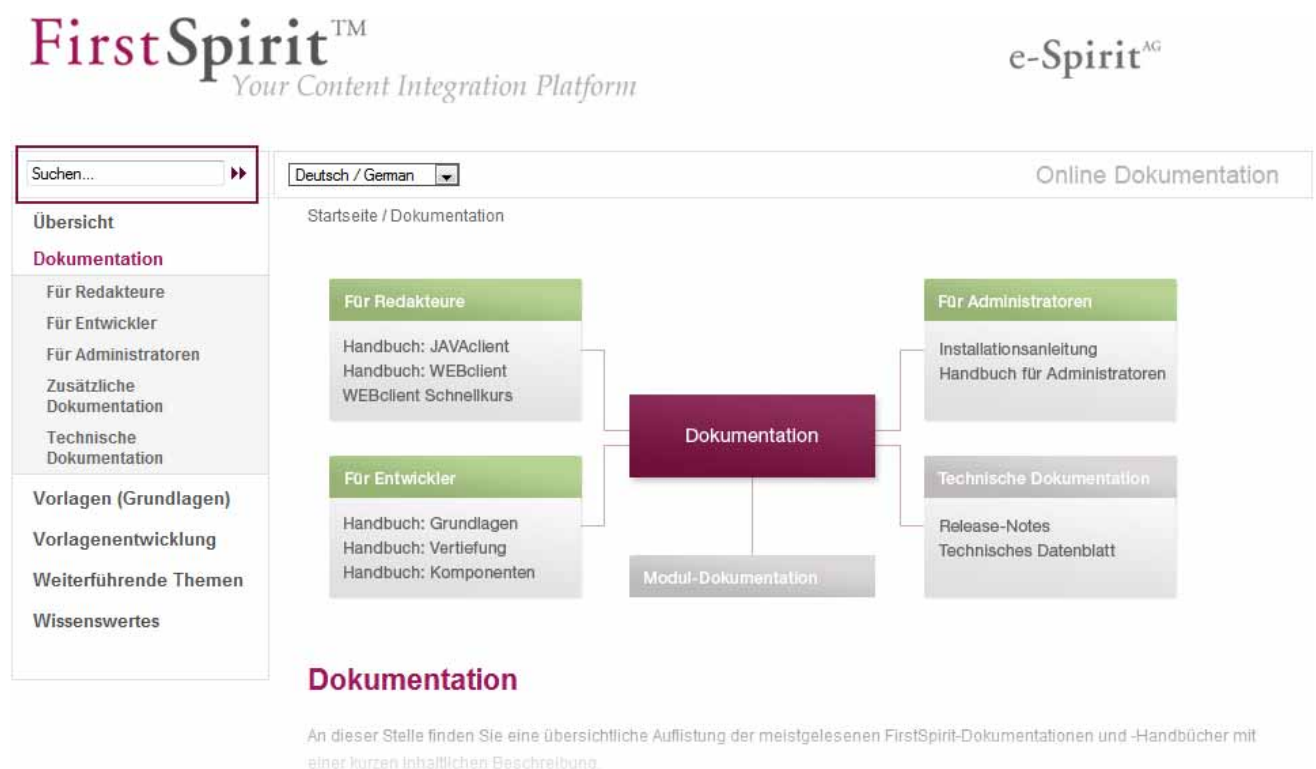 FirstSpirit™
Your Content Integration Platform
e-Spirit AG
Suchen...
Deutsch / German
Online Dokumentation
Übersicht
Dokumentation
Für Redakteure
Für Entwickler
Für Administratoren
Zusätzliche
Dokumentation
Technische
Dokumentation
Vorlagen (Grundlagen)
Vorlagenentwicklung
Weiterführende Themen
Wissenswertes
Startseite / Dokumentation
Für Redakteure
Handbuch: JAVAclient
Handbuch: WEBclient
WEBclient Schnellkurs
Für Entwickler
Handbuch: Grundlagen
Handbuch: Vertiefung
Handbuch: Komponenten
Dokumentation
Modul-Dokumentation
Für Administratoren
Installationsanleitung
Handbuch für Administratoren
Technische Dokumentation
Release-Notes
Technisches Datenblatt
Dokumentation
An dieser Stelle finden Sie eine übersichtliche Auflistung der meistgelesenen FirstSpirit-Dokumentationen und -Handbücher mit
einer kurzen inhaltlichen Beschreibung.